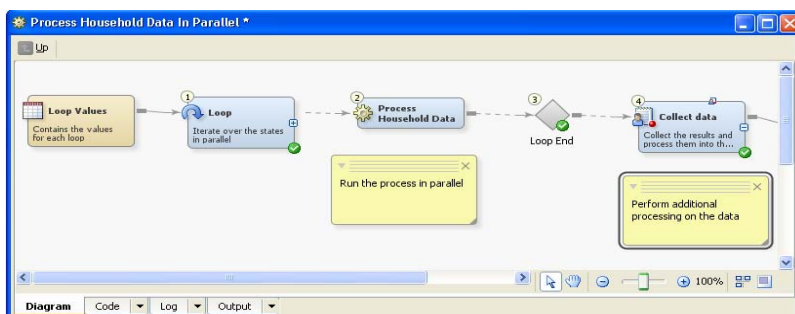 Process Household Data In Parallel *
Up
Loop Values
Contains the values
for each loop
1
Loop
Iterate over the states
in parallel
2
Process
Household Data
3
Loop End
4
Collect data
Collect the results and
process them into th...
Run the process in parallel
Perform additional
processing on the data
100%
Diagram Code Log Output